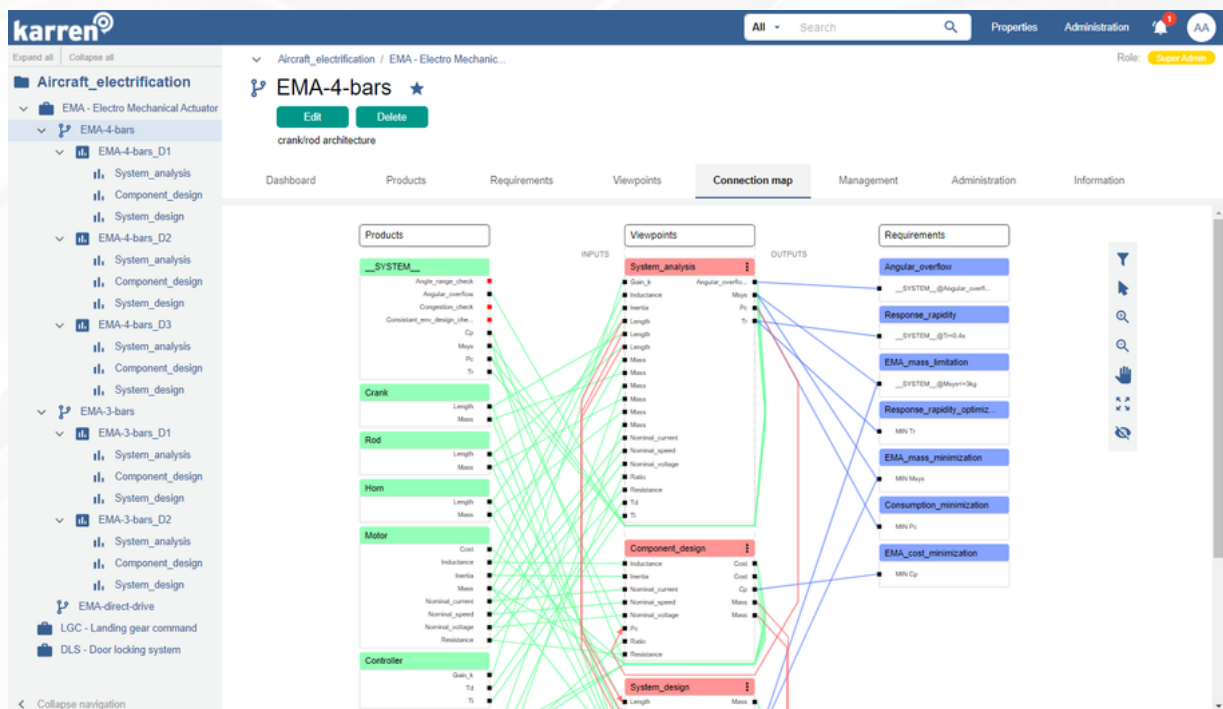 karren
All
Search
Properties
Administration
1
AA
Expand all
Collapse all
Aircraft_electrification
EMA - Electro Mechanical Actuator
EMA-4-bars
EMA-4-bars_D1
System_analysis
Component_design
System_design
EMA-4-bars_D2
System_analysis
Component_design
System_design
EMA-4-bars_D3
System_analysis
Component_design
System_design
EMA-3-bars
EMA-3-bars_D1
System_analysis
Component_design
System_design
EMA-3-bars_D2
System_analysis
Component_design
System_design
EMA-direct-drive
LGC - Landing gear command
DLS - Door locking system
Collapse navigation
Aircraft_electrification / EMA - Electro Mechanic...
Role: Super Admin
EMA-4-bars
Edit
Delete
crank/rod architecture
Dashboard
Products
Requirements
Viewpoints
Connection map
Management
Administration
Information
Products
__SYSTEM__
Angle_range_check
Angular_overflow
Congestion_check
Consistant_env_design_che...
Cp
Msys
Pc
Tr
Crank
Length
Mass
Rod
Length
Mass
Horn
Length
Mass
Motor
Cost
Inductance
Inertia
Mass
Nominal_current
Nominal_speed
Nominal_voltage
Resistance
Controller
Gain_k
Td
Ti
INPUTS
Viewpoints
OUTPUTS
System_analysis
Gain_k
Angular_overflo...
Inductance
Msys
Inertia
Pc
Length
Tr
Length
Length
Mass
Mass
Mass
Mass
Mass
Mass
Nominal_current
Nominal_speed
Nominal_voltage
Ratio
Resistance
Td
Ti
Component_design
Inductance
Cost
Inertia
Cost
Nominal_current
Cp
Nominal_speed
Mass
Nominal_voltage
Mass
Pc
Ratio
Resistance
System_design
Length
Mass
Requirements
Angular_overflow
__SYSTEM__@Angular_overfl...
Response_rapidity
__SYSTEM__@Tr<0.4s
EMA_mass_limitation
__SYSTEM__@Msys<=3kg
Response_rapidity_optimiz...
MIN Tr
EMA_mass_minimization
MIN Msys
Consumption_minimization
MIN Pc
EMA_cost_minimization
MIN Cp